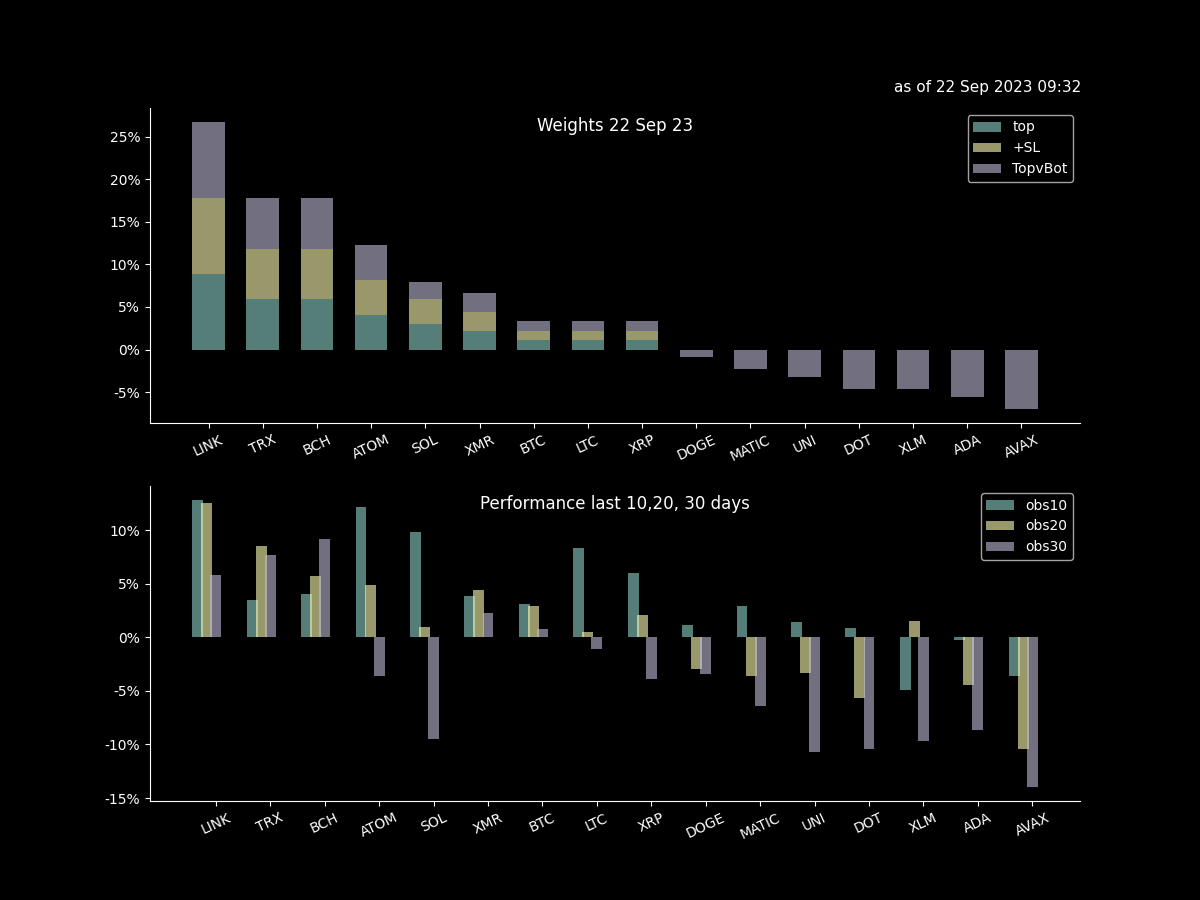 as of 22 Sep 2023 09:32
Weights 22 Sep 23
top
+SL
TopvBot
25%
20%
15%
10%
5%
0%
-5%
LINK TRX BCH ATOM SOL XMR BTC LTC XRP DOGE MATIC UNI DOT XLM ADA AVAX
Performance last 10,20, 30 days
obs10
obs20
obs30
10%
5%
0%
-5%
-10%
-15%
LINK TRX BCH ATOM SOL XMR BTC LTC XRP DOGE MATIC UNI DOT XLM ADA AVAX